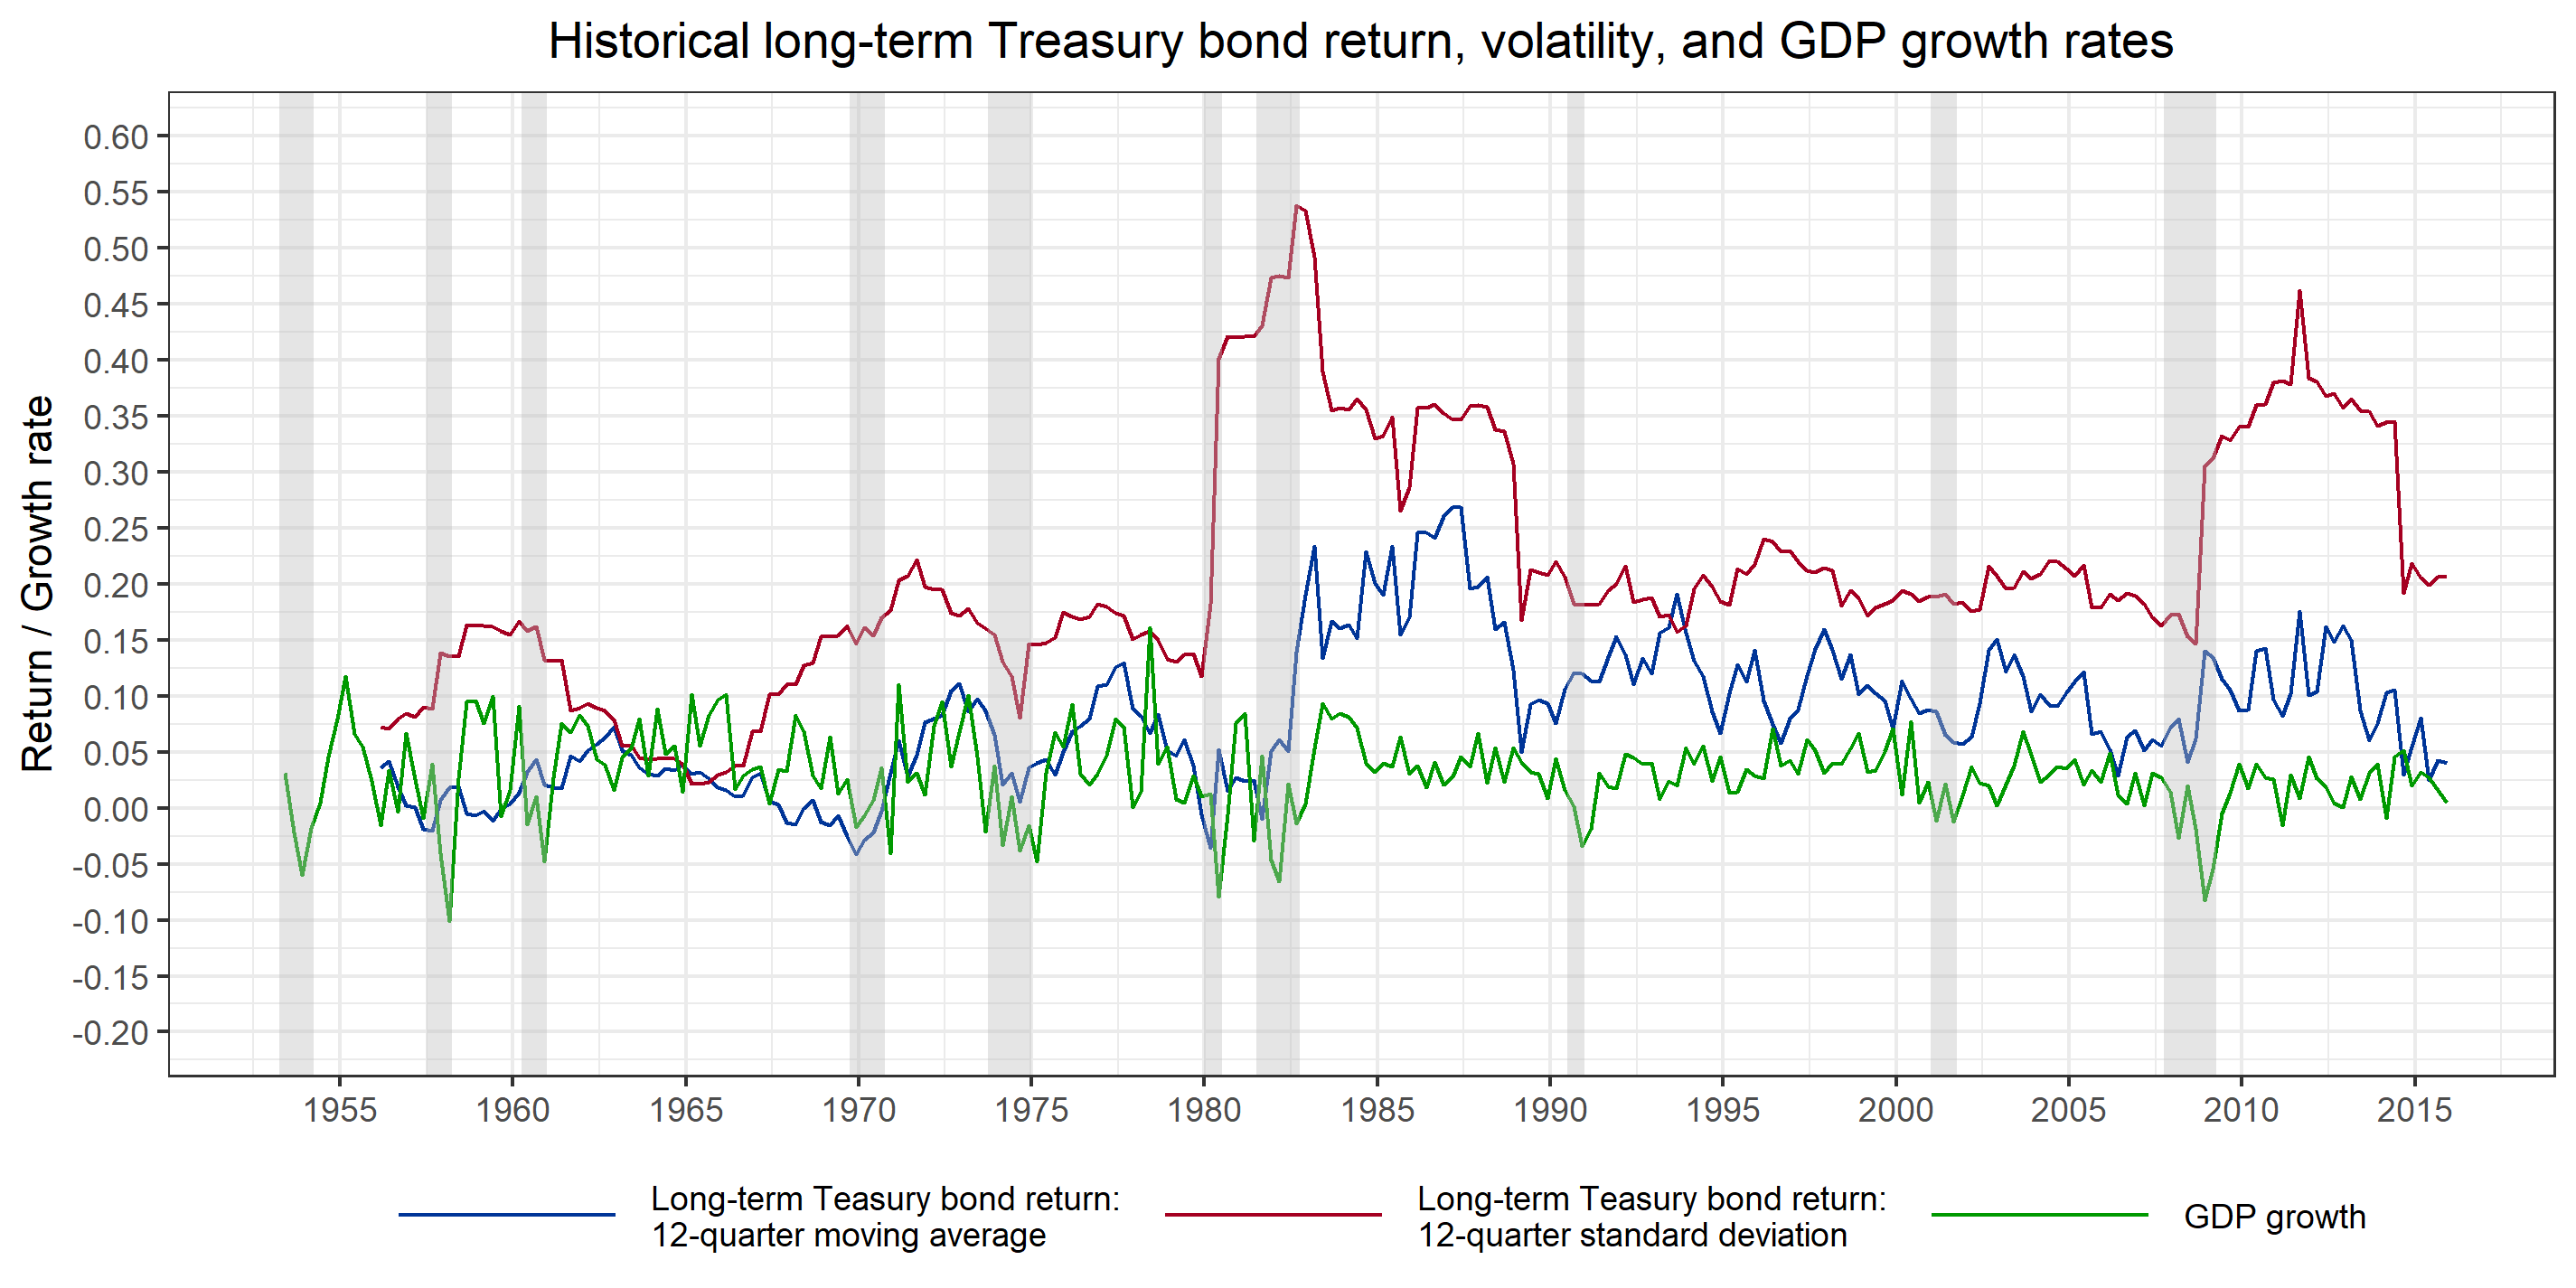 Historical long-term Treasury bond return, volatility, and GDP growth rates
Return / Growth rate
0.60
0.55
0.50
0.45
0.40
0.35
0.30
0.25
0.20
0.15
0.10
0.05
0.00
-0.05
-0.10
-0.15
-0.20
1955 1960 1965 1970 1975 1980 1985 1990 1995 2000 2005 2010 2015
Long-term Teasury bond return:
12-quarter moving average
Long-term Teasury bond return:
12-quarter standard deviation
GDP growth